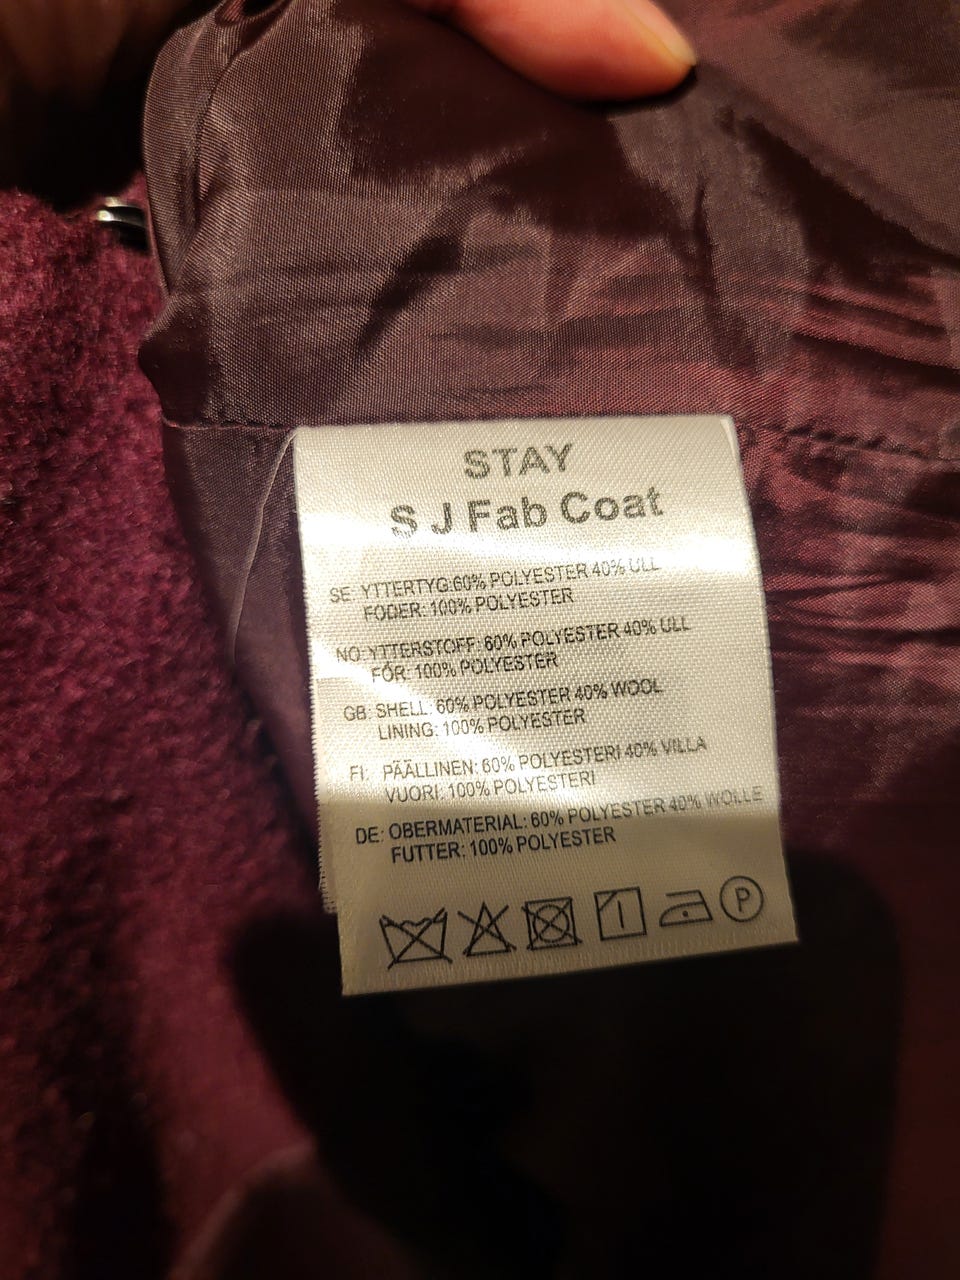 STAY
S J Fab Coat
SE: YTTERTYG:60% POLYESTER 40% ULL
FODER: 100% POLYESTER
NO:YTTERSTOFF: 60% POLYESTER 40% ULL
FÓR: 100% POLYESTER
GB: SHELL: 60% POLYESTER 40% WOOL
LINING: 100% POLYESTER
FI: PÄÄLLINEN: 60% POLYESTERI 40% VILLA
VUORI: 100% POLYESTERI
DE: OBERMATERIAL: 60% POLYESTER 40% WOLLE
FUTTER: 100% POLYESTER
P